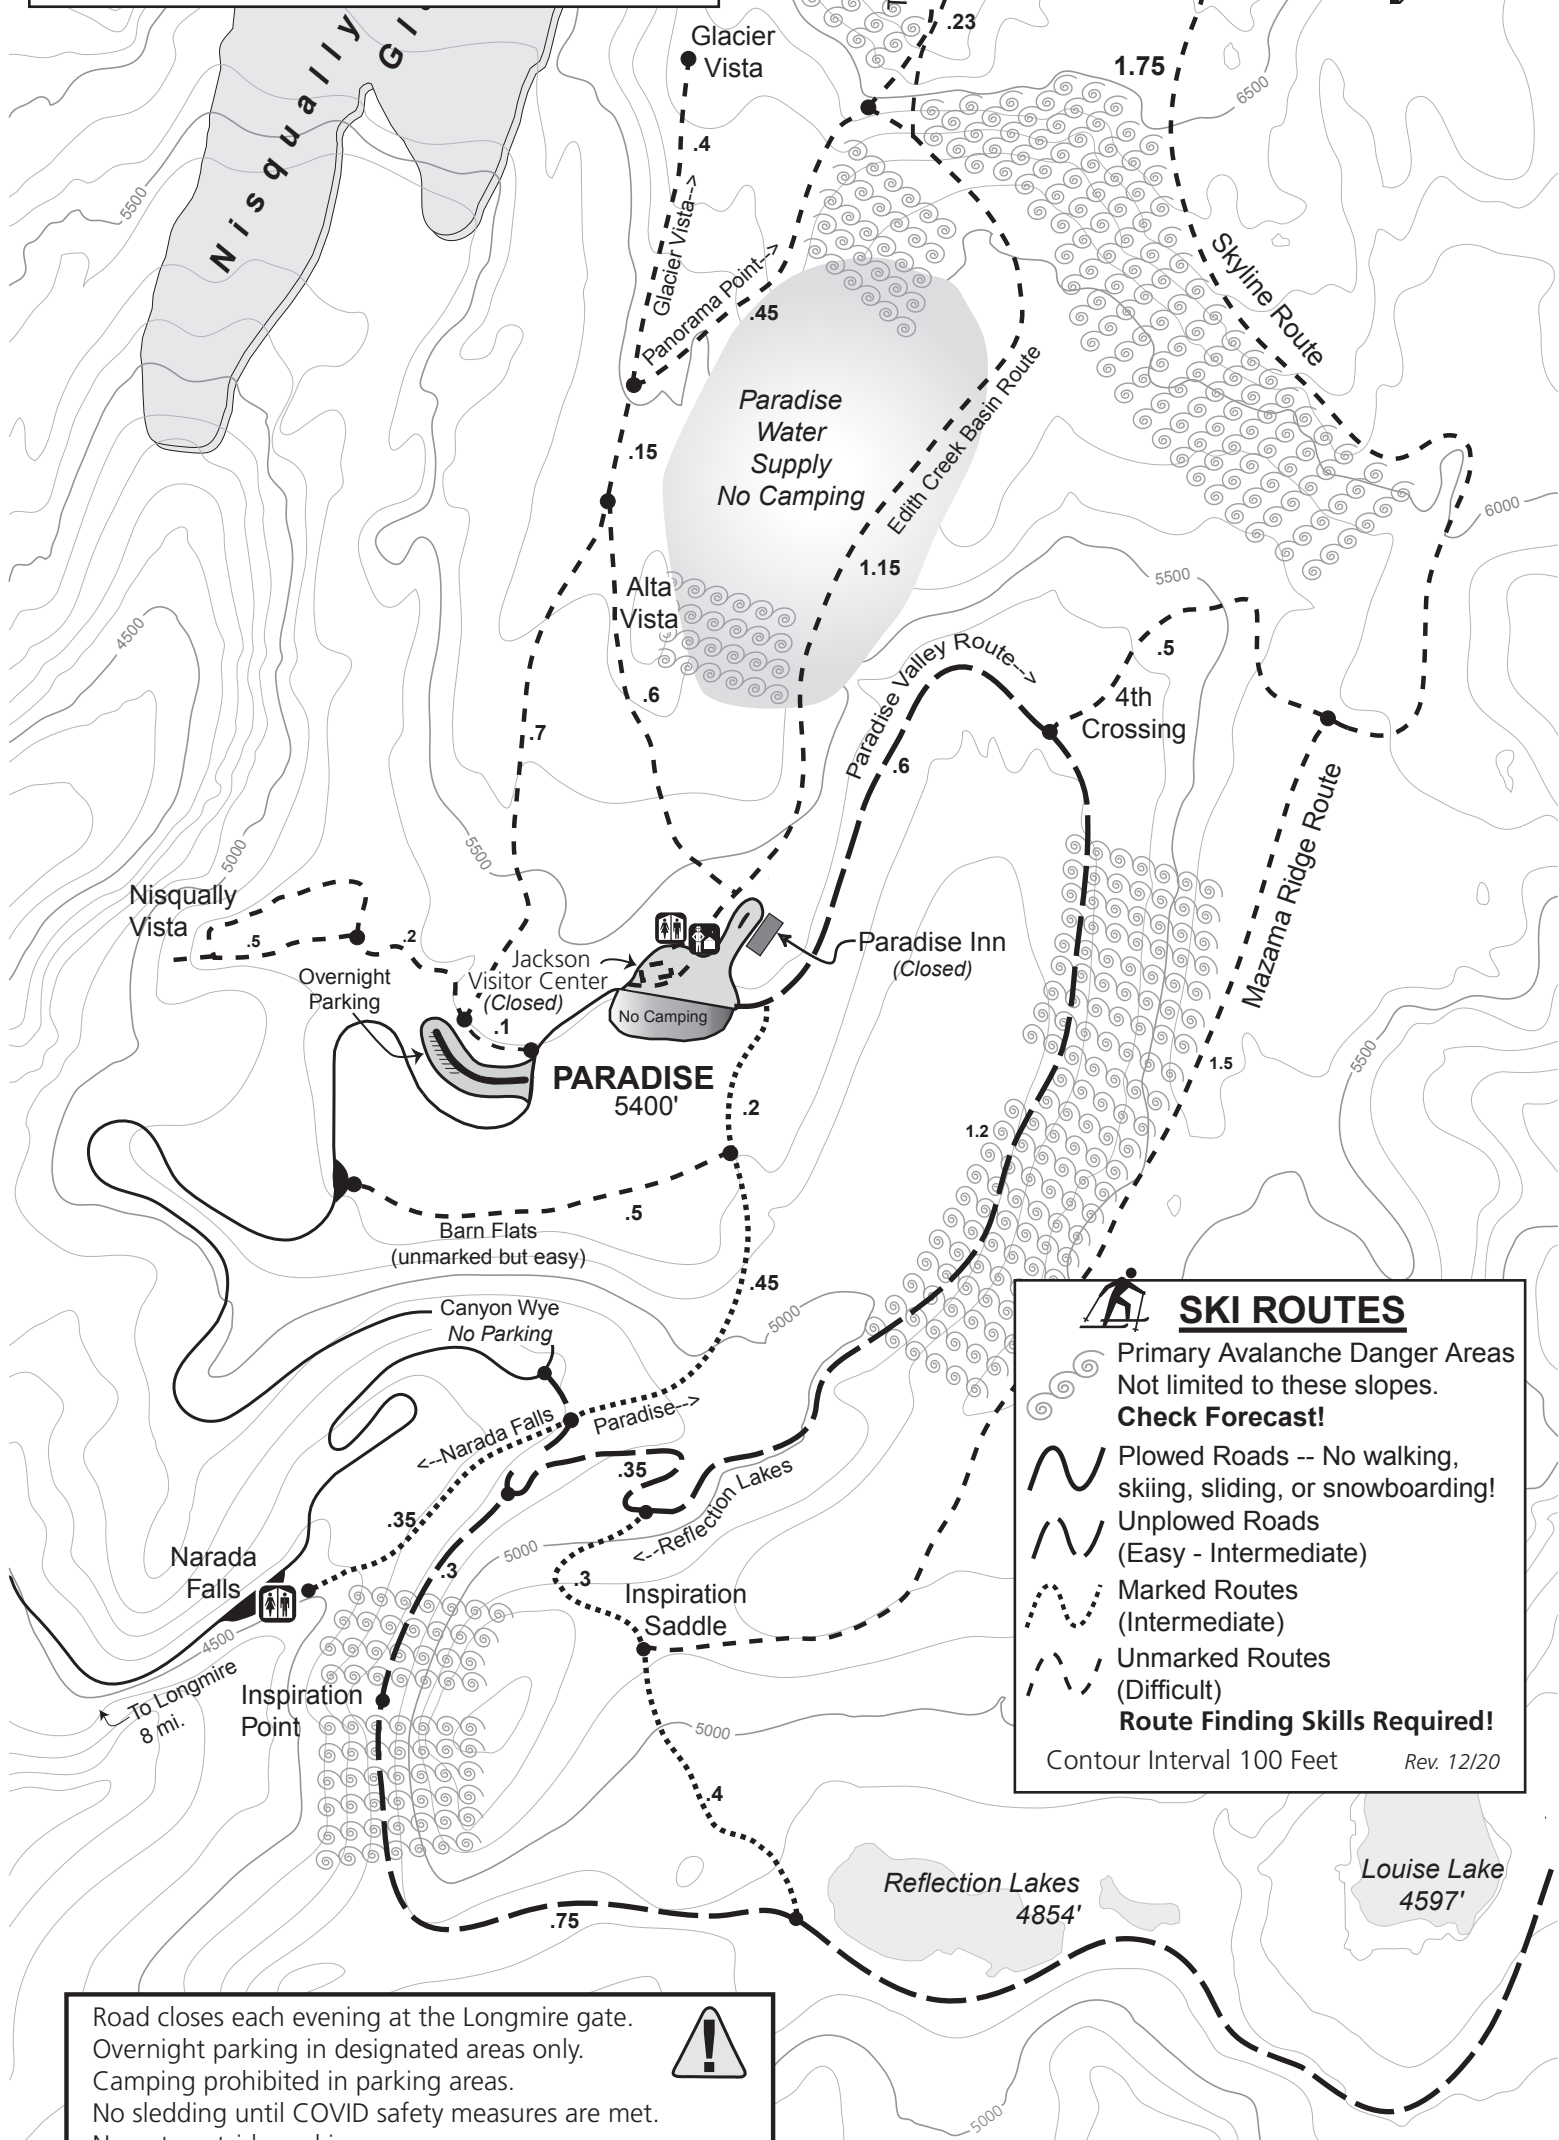 Nisqually
Gl
Glacier
Vista
.23
1.75
6500
.4
5500
Glacier Vista-->
Panorama Point-->
.45
Skyline Route
Paradise
Water
Supply
No Camping
.15
Edith Creek Basin Route
1.15
6000
5500
Alta
Vista
4500
.6
Paradise Valley Route-->
.5
4th
Crossing
.7
.6
Mazama Ridge Route
5000
5500
Nisqually
Vista
.5
.2
Overnight
Parking
Jackson
Visitor Center
(Closed)
Paradise Inn
(Closed)
No Camping
.1
PARADISE
5400'
.2
1.2
1.5
5500
.5
Barn Flats
(unmarked but easy)
.45
Canyon Wye
No Parking
5000
<--Narada Falls
Paradise-->
.35
<--Reflection Lakes
.35
5000
Narada
Falls
.3
.3
Inspiration
Saddle
4500
To Longmire
8 mi.
Inspiration
Point
5000
.4
.75
Reflection Lakes
4854'
Louise Lake
4597'
5000
SKI ROUTES
Primary Avalanche Danger Areas
Not limited to these slopes.
Check Forecast!
Plowed Roads -- No walking,
skiing, sliding, or snowboarding!
Unplowed Roads
(Easy - Intermediate)
Marked Routes
(Intermediate)
Unmarked Routes
(Difficult)
Route Finding Skills Required!
Contour Interval 100 Feet
Rev. 12/20
Road closes each evening at the Longmire gate.
Overnight parking in designated areas only.
Camping prohibited in parking areas.
No sledding until COVID safety measures are met.